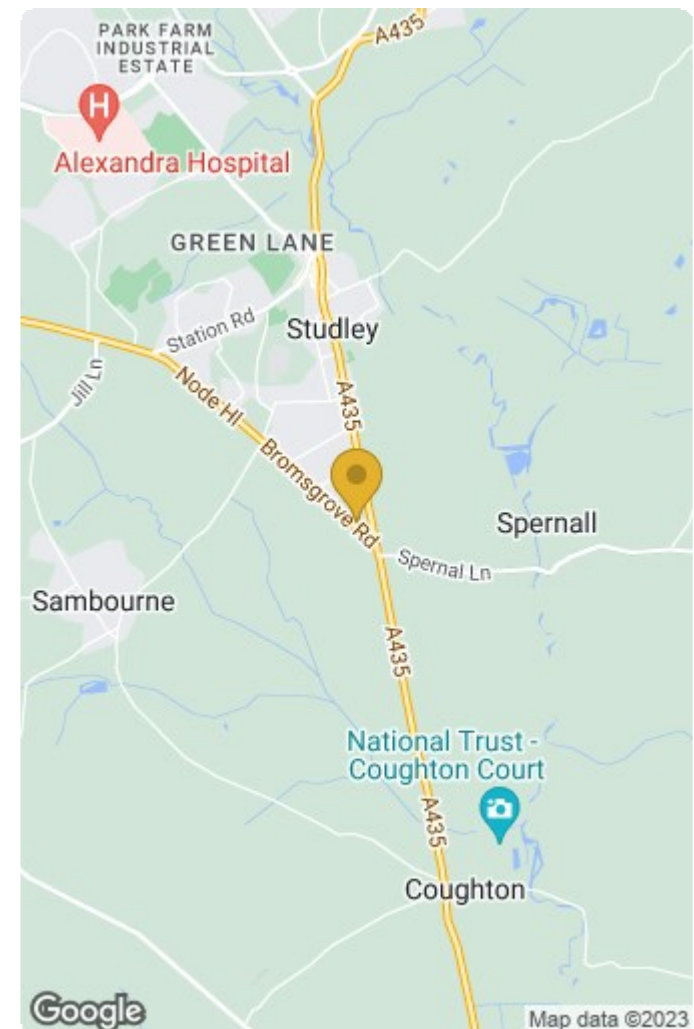 PARK FARM
INDUSTRIAL
ESTATE
A435
H
Alexandra Hospital
GREEN LANE
Station Rd
Studley
Jill Ln
Node Hl
A435
Bromsgrove Rd
Spernall
Spernal Ln
Sambourne
A435
National Trust -
Coughton Court
A435
Coughton
Google
Map data ©2023